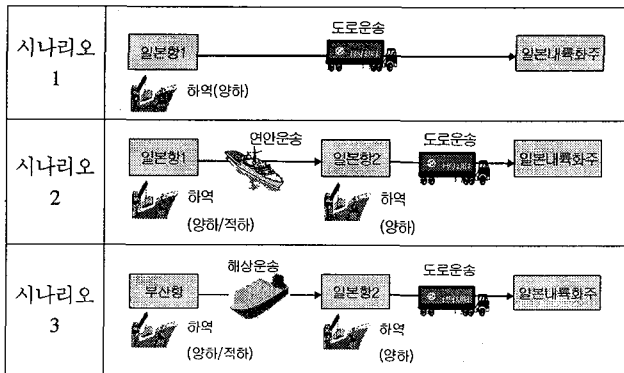 시나리오
1
일본항1
도로운송
일본내륙화주
하역(양하)
시나리오
2
일본항1
연안운송
일본항2
도로운송
일본내륙화주
하역
(양하/적하)
하역
(양하)
시나리오
3
부산항
해상운송
일본항2
도로운송
일본내륙화주
하역
(양하/적하)
하역
(양하)